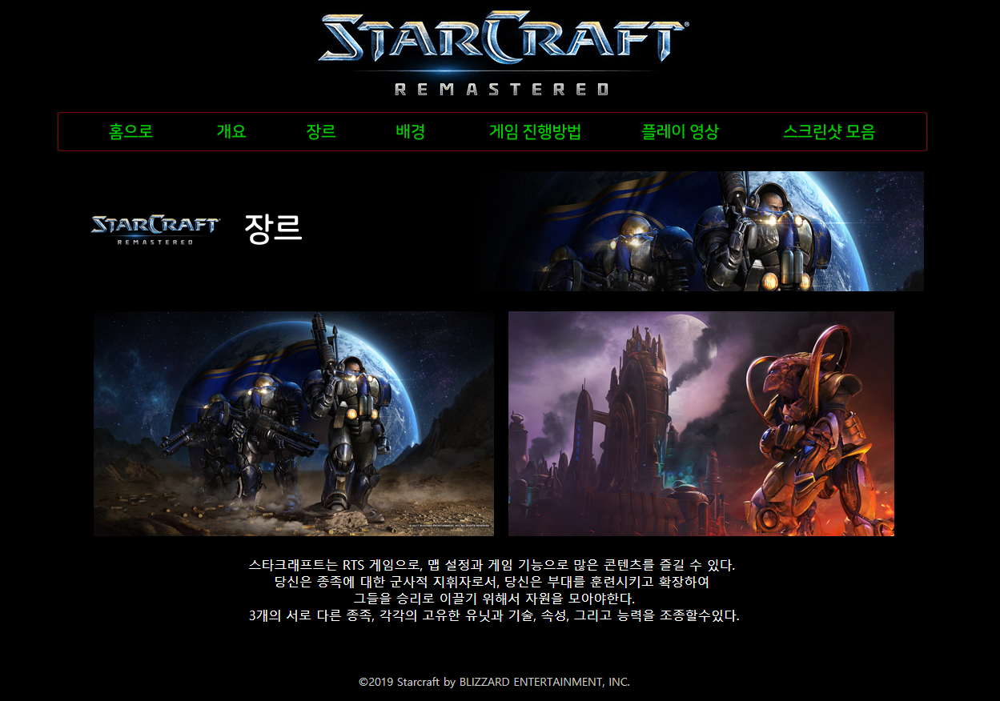 STARCRAFT®
REMASTERED
홈으로 개요 장르 배경 게임 진행방법 플레이 영상 스크린샷 모음
STARCRAFT
REMASTERED
장르
스타크래프트는 RTS 게임으로, 맵 설정과 게임 기능으로 많은 콘텐츠를 즐길 수 있다.
당신은 종족에 대한 군사적 지휘자로서, 당신은 부대를 훈련시키고 확장하여
그들을 승리로 이끌기 위해서 자원을 모아야한다.
3개의 서로 다른 종족, 각각의 고유한 유닛과 기술, 속성, 그리고 능력을 조종할수있다.
©2019 Starcraft by BLIZZARD ENTERTAINMENT, INC.